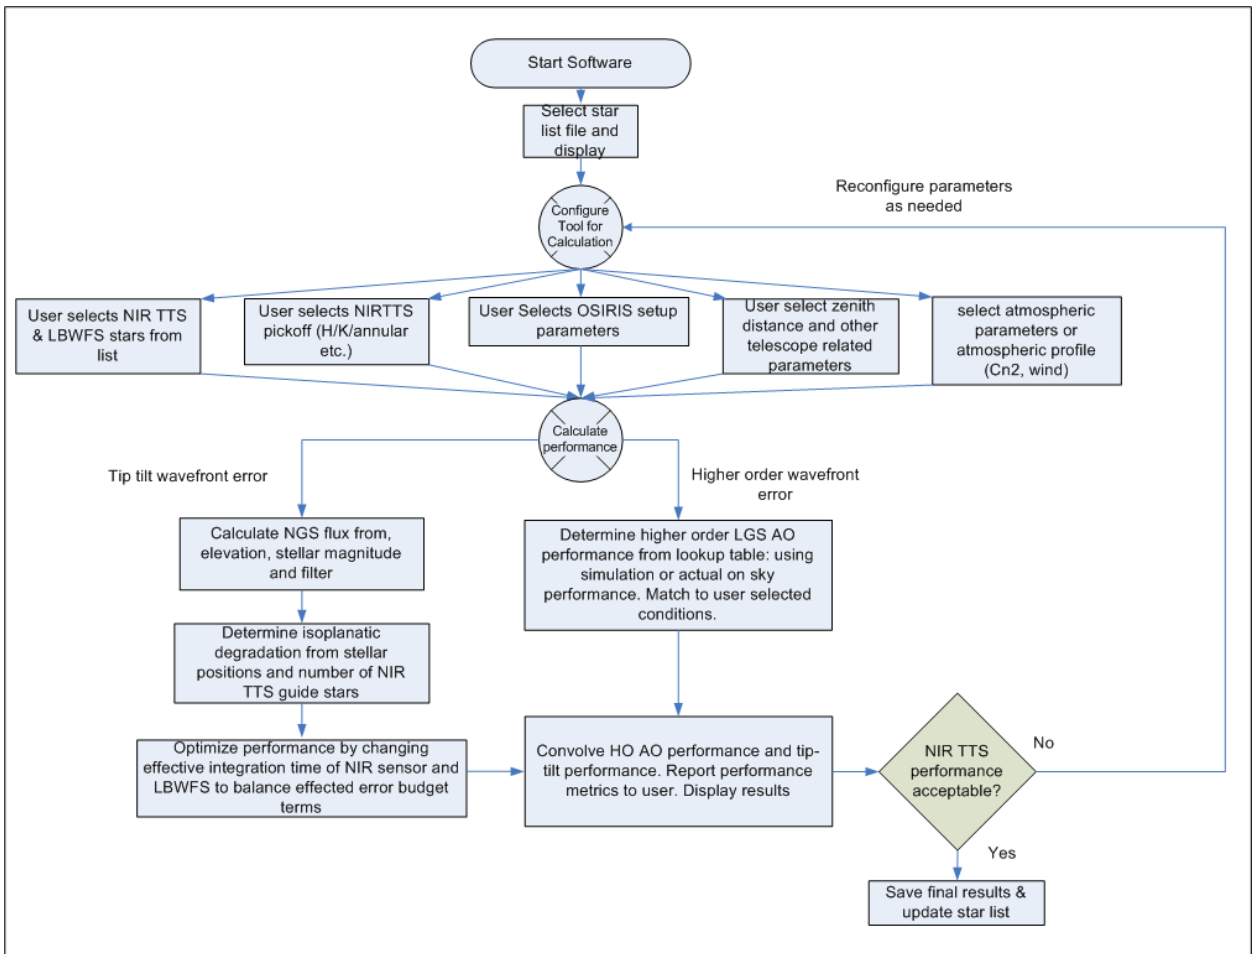 Start Software
Select star
list file and
display
Reconfigure parameters
as needed
Configure
Tool for
Calculation
User selects NIR TTS
& LBWFS stars from
list
User selects NIRTTS
pickoff (H/K/annular
etc.)
User Selects OSIRIS setup
parameters
User select zenith
distance and other
telescope related
parameters
select atmospheric
parameters or
atmospheric profile
(Cn2, wind)
Calculate
performance
Tip tilt wavefront error
Higher order wavefront
error
Calculate NGS flux from,
elevation, stellar magnitude
and filter
Determine higher order LGS AO
performance from lookup table: using
simulation or actual on sky
performance. Match to user selected
conditions.
Determine isoplanatic
degradation from stellar
positions and number of NIR
TTS guide stars
Optimize performance by changing
effective integration time of NIR sensor and
LBWFS to balance effected error budget
terms
Convolve HO AO performance and tip-
tilt performance. Report performance
metrics to user. Display results
NIR TTS
performance
acceptable?
No
Yes
Save final results &
update star list